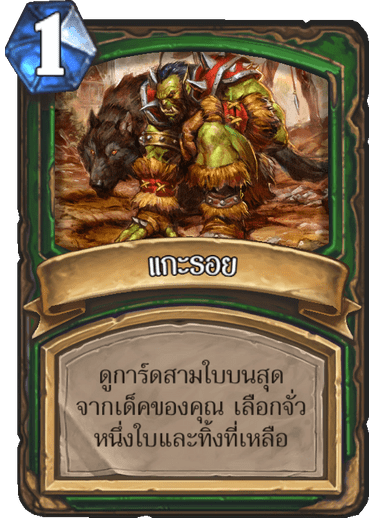 1
แกะรอย
ดูการ์ดสามใบบนสุด
จากเด็คของคุณ เลือกจั่ว
หนึ่งใบและทิ้งที่เหลือ